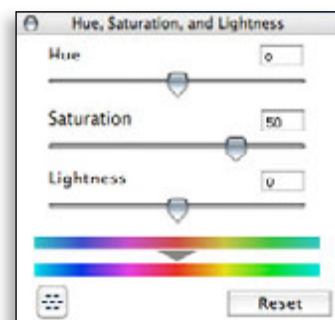 Hue, Saturation, and Lightness
Hue 0
Saturation 50
Lightness 0
Reset